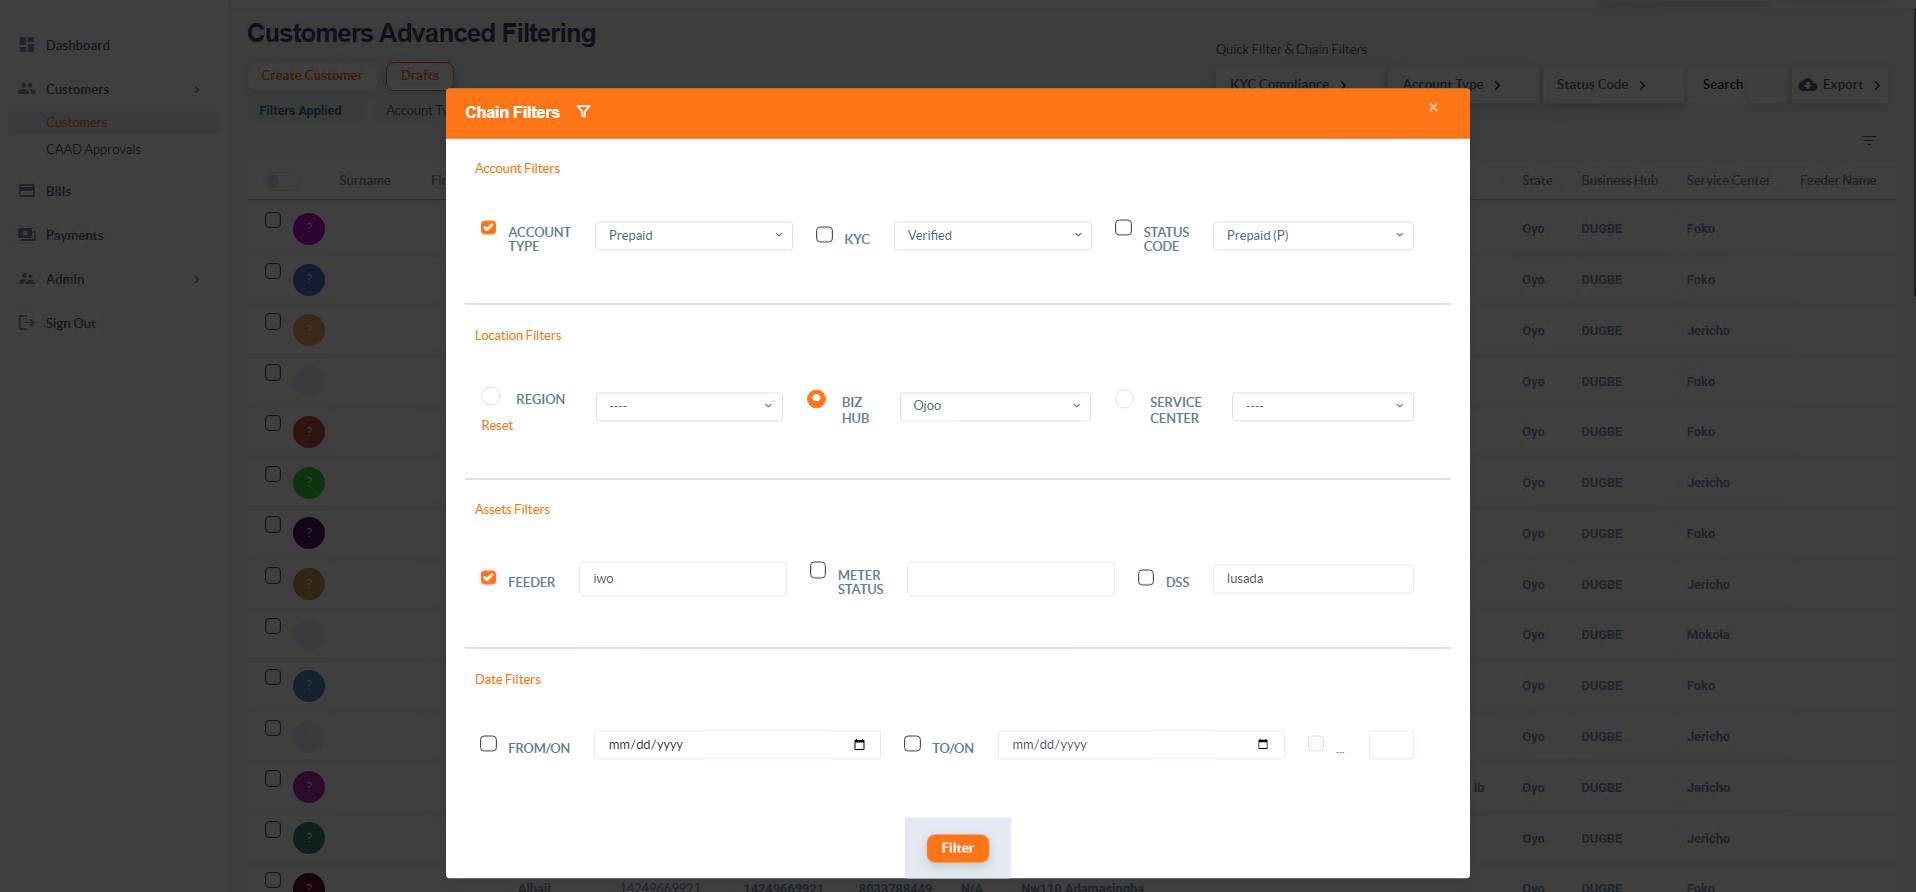 Customers Advanced Filtering
Dashboard
Quick Filter & Chain Filters
Create Customer
Drafts
KYC Compliance
Account Type
Status Code
Search
Export
Customers
Filters Applied
Account Ty
Chain Filters
×
Customers
CAAD Approvals
Account Filters
Surname
Fir
State
Business Hub
Service Center
Feeder Name
Bills
Payments
Admin
Sign Out
ACCOUNT
TYPE
Prepaid
KYC
Verified
STATUS
CODE
Prepaid (P)
Location Filters
REGION
----
BIZ
HUB
Ojoo
SERVICE
CENTER
----
Reset
Assets Filters
FEEDER
iwo
METER
STATUS
DSS
lusada
Date Filters
FROM/ON
mm/dd/yyyy
TO/ON
mm/dd/yyyy
...
Filter
? Oyo DUGBE Foko
? Oyo DUGBE Foko
? Oyo DUGBE Jericho
? Oyo DUGBE Foko
? Oyo DUGBE Foko
? Oyo DUGBE Jericho
? Oyo DUGBE Foko
? Oyo DUGBE Jericho
? Oyo DUGBE Mokola
? Oyo DUGBE Foko
? Oyo DUGBE Jericho
? Ib Oyo DUGBE Jericho
? Oyo DUGBE Jericho
? Alhaji 14249669921 14249669921 8033788449 N/A Nw110 Adamasingba Oyo DUGBE Foko